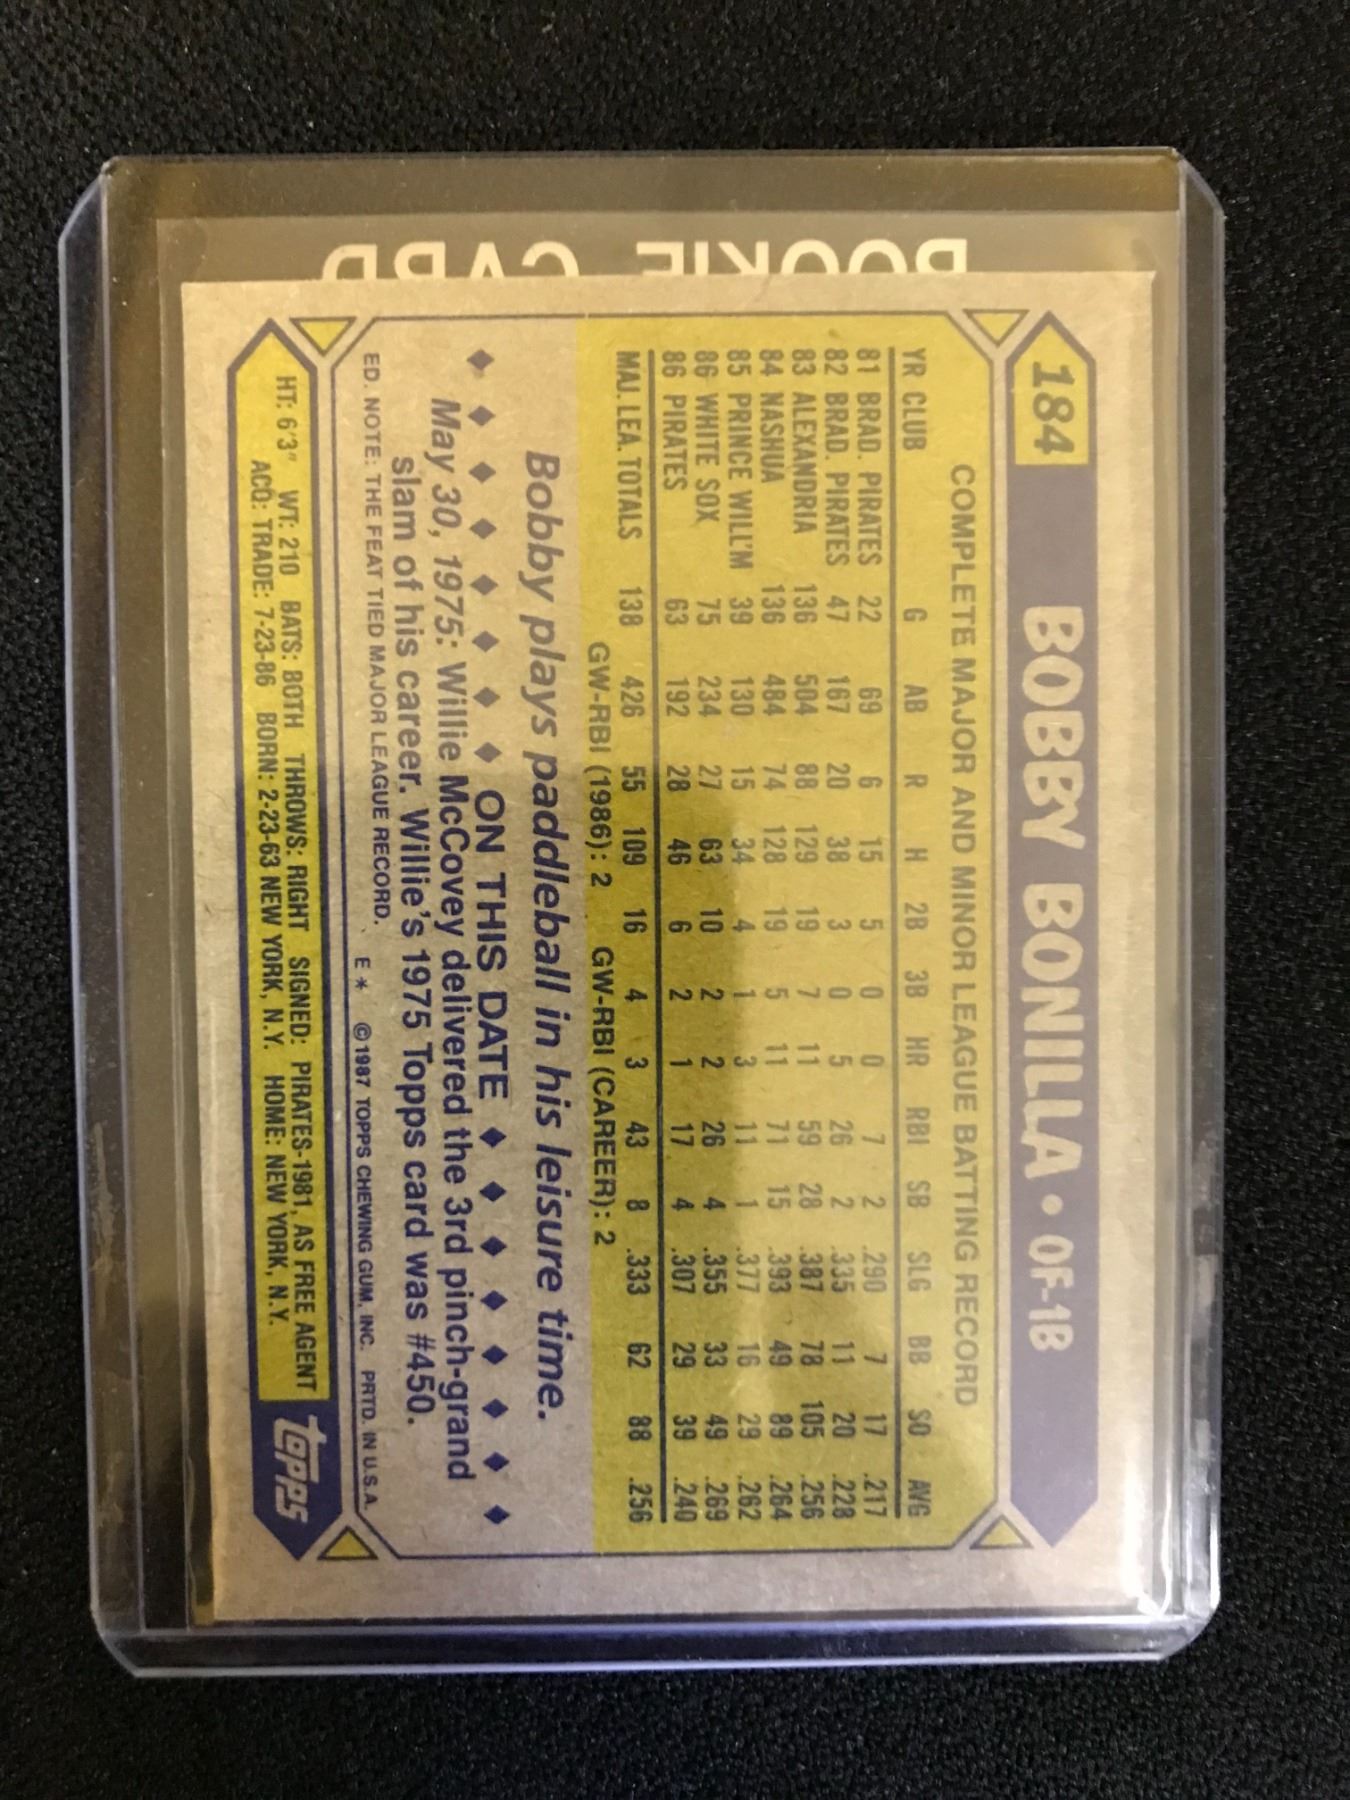 ROOKIE CARD
184 BOBBY BONILLA • OF-1B
COMPLETE MAJOR AND MINOR LEAGUE BATTING RECORD
YR CLUB G AB R H 2B 3B HR RBI SB SLG BB SO AVG
81 BRAD. PIRATES 22 69 6 15 5 0 0 7 2 .290 7 17 .217
82 BRAD. PIRATES 47 167 20 38 3 0 5 26 2 .335 11 20 .228
83 ALEXANDRIA 136 504 88 129 19 7 11 59 28 .387 78 105 .256
84 NASHUA 136 484 74 128 19 5 11 71 15 .393 49 89 .264
85 PRINCE WILL'M 39 130 15 34 4 1 3 11 1 .377 16 29 .262
86 WHITE SOX 75 234 27 63 10 2 2 26 4 .355 33 49 .269
86 PIRATES 63 192 28 46 6 2 1 17 4 .307 29 39 .240
MAJ. LEA. TOTALS 138 426 55 109 16 4 3 43 8 .333 62 88 .256
GW-RBI (1986): 2 GW-RBI (CAREER): 2
Bobby plays paddleball in his leisure time.
◆ ◆ ◆ ◆ ◆ ◆ ◆ ◆ ON THIS DATE ◆ ◆ ◆ ◆ ◆ ◆ ◆ ◆
May 30, 1975: Willie McCovey delivered the 3rd pinch-grand
slam of his career. Willie's 1975 Topps card was #450.
ED. NOTE: THE FEAT TIED MAJOR LEAGUE RECORD. E* ©1987 TOPPS CHEWING GUM, INC. PRTD. IN U.S.A.
HT: 6'3" WT: 210 BATS: BOTH THROWS: RIGHT SIGNED: PIRATES-1981, AS FREE AGENT
ACQ: TRADE: 7-23-86 BORN: 2-23-63 NEW YORK, N.Y. HOME: NEW YORK, N.Y.
topps